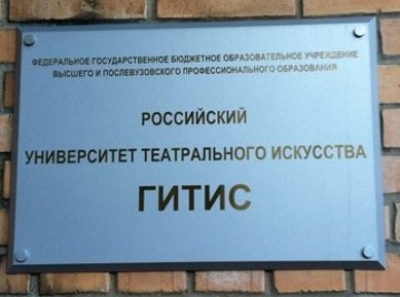 ФЕДЕРАЛЬНОЕ ГОСУДАРСТВЕННОЕ БЮДЖЕТНОЕ ОБРАЗОВАТЕЛЬНОЕ УЧРЕЖДЕНИЕ
ВЫСШЕГО И ПОСЛЕВУЗОВСКОГО ПРОФЕССИОНАЛЬНОГО ОБРАЗОВАНИЯ
РОССИЙСКИЙ
УНИВЕРСИТЕТ ТЕАТРАЛЬНОГО ИСКУССТВА
ГИТИС